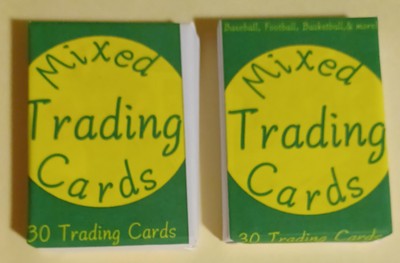 Mixed
Trading
Cards
30 Trading Cards
Baseball, Football, Basketball,& more!
Mixed
Trading
Cards
30 Trading Cards